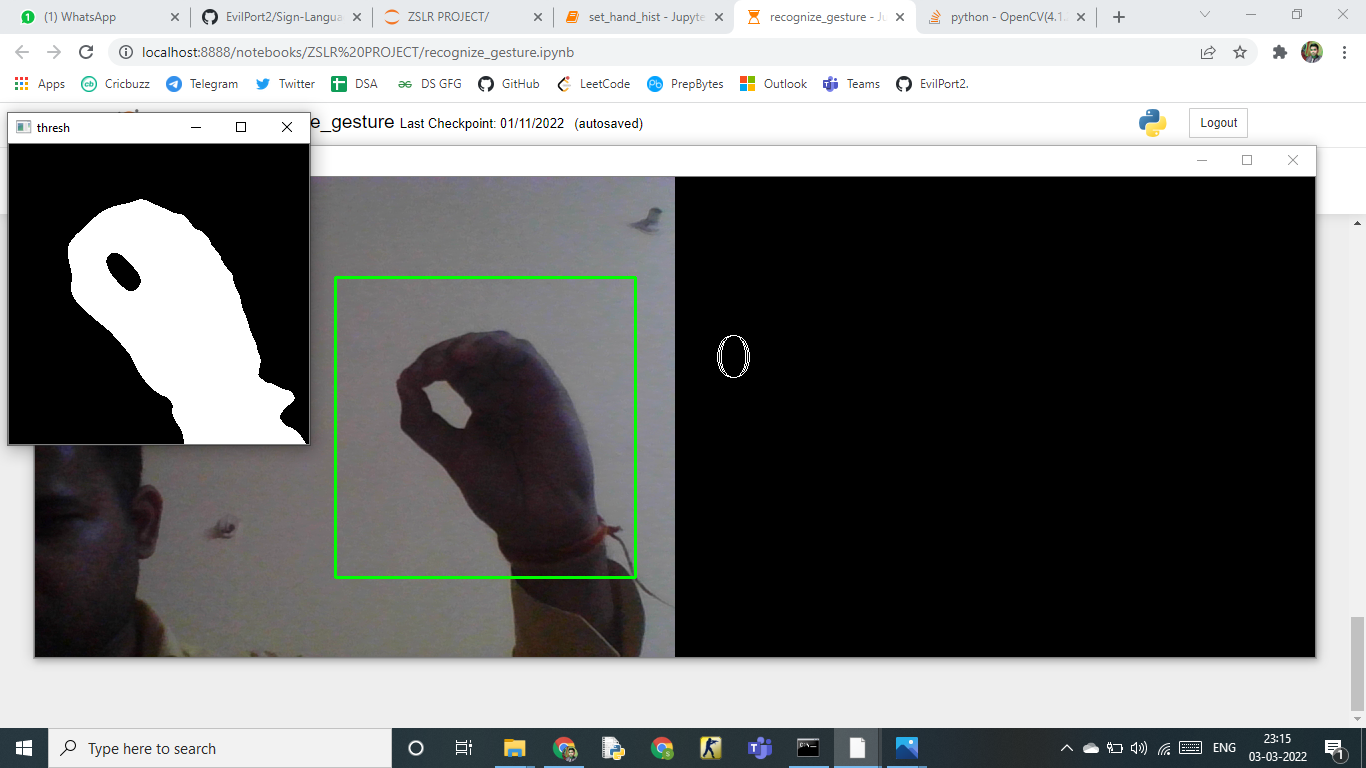 (1) WhatsApp
EvilPort2/Sign-Langua
ZSLR PROJECT/
set_hand_hist - Jupyte
recognize_gesture - Ju
python - OpenCV(4.1.
localhost:8888/notebooks/ZSLR%20PROJECT/recognize_gesture.ipynb
Apps
Cricbuzz
Telegram
Twitter
DSA
DS GFG
GitHub
LeetCode
PrepBytes
Outlook
Teams
EvilPort2.
thresh
e_gesture Last Checkpoint: 01/11/2022 (autosaved)
Logout
0
Type here to search
ENG
23:15
03-03-2022
1